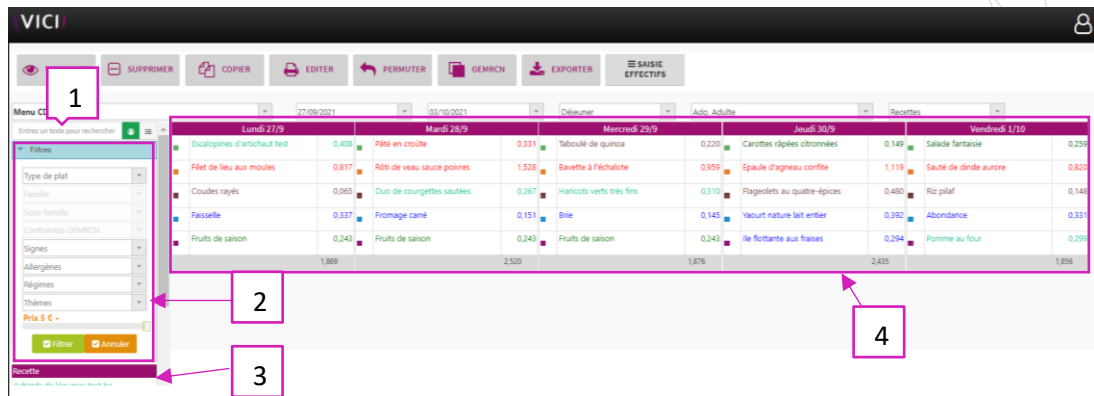 VICI
SUPPRIMER COPIER EDITER PERMUTER GEMRCN EXPORTER SAISIE EFFECTIFS
1
Menu 27/09/2021 03/10/2021 Déjeuner Ado, Adulte Recettes
Entrez un texte pour rechercher
Lundi 27/9 Mardi 28/9 Mercredi 29/9 Jeudi 30/9 Vendredi 1/10
Filtres
Escalopines d'artichaut test 0,408 Pâté en croûte 0,331 Taboulé de quinoa 0,220 Carottes râpées citronnées 0,149 Salade fantaisie 0,259
Filet de lieu aux moules 0,817 Rôti de veau sauce poivres 1,528 Bavette à l'échalote 0,959 Epaule d'agneau confite 1,119 Sauté de dinde aurore 0,820
Type de plat
Coudes rayés 0,065 Duo de courgettes sautées 0,267 Haricots verts très fins 0,310 Flageolets au quatre-épices 0,480 Riz pilaf 0,148
Famille
Sous-famille
Faisselle 0,337 Fromage carré 0,151 Brie 0,145 Yaourt nature lait entier 0,392 Abondance 0,331
Contraintes GEMRCN
Fruits de saison 0,243 Fruits de saison 0,243 Fruits de saison 0,243 Ile flottante aux fraises 0,294 Pomme au four 0,299
Signes
1,869 2,520 1,876 2,435 1,856
Allergènes
Régimes
Thèmes
2
Prix 5 €
4
Filtrer Annuler
3
Recette